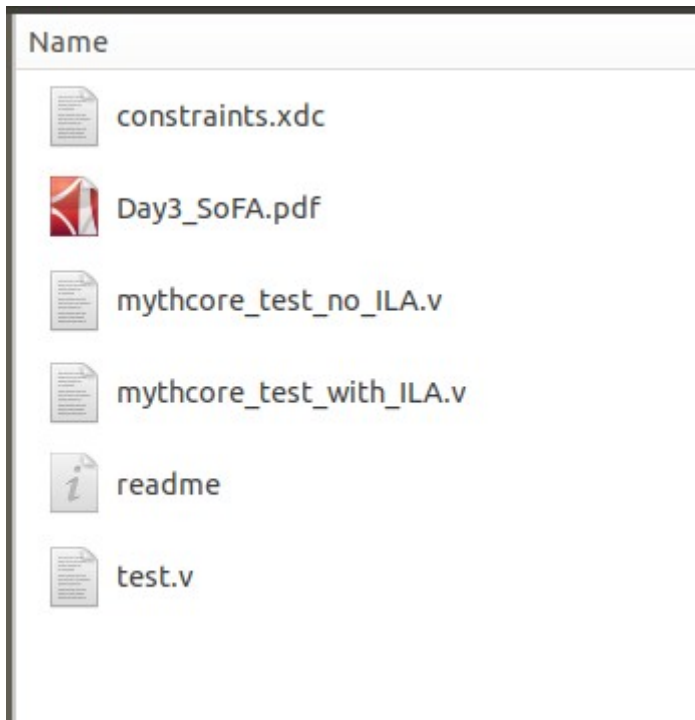 Name
constraints.xdc
Day3_SoFA.pdf
mythcore_test_no_ILA.v
mythcore_test_with_ILA.v
readme
test.v